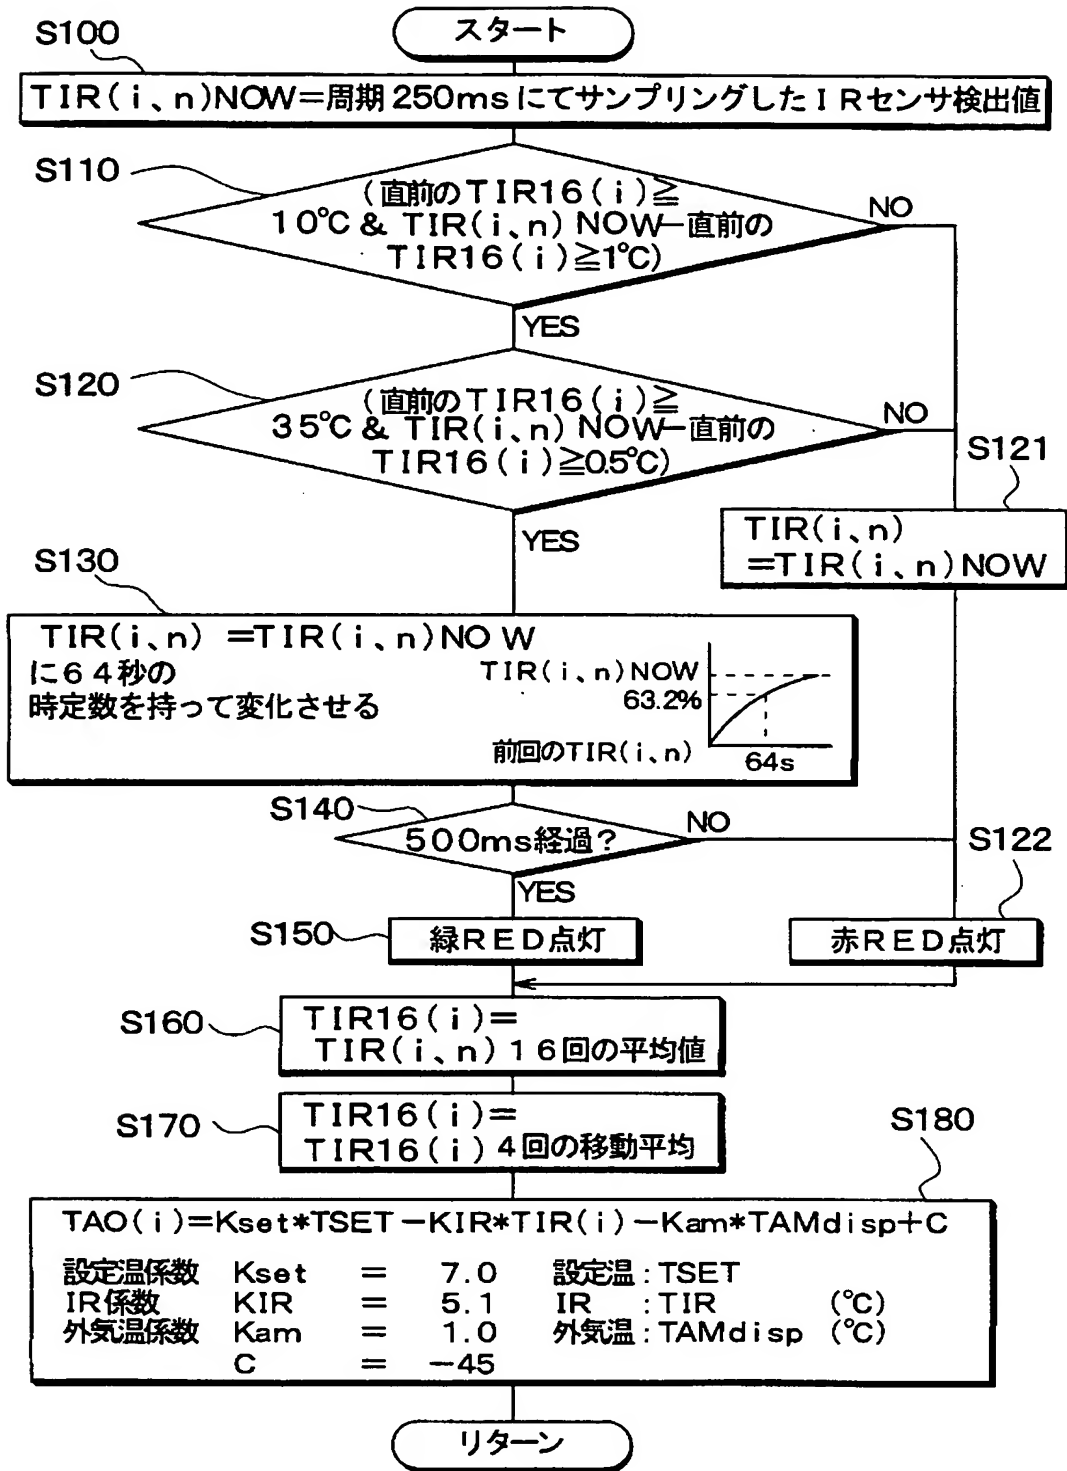 スタート
S100
TIR(i、n)NOW=周期250msにてサンプリングしたIRセンサ検出値
S110
(直前のTIR16(i)≧
10℃ & TIR(i、n) NOW－直前の
TIR16(i)≧1℃)
NO
YES
S120
(直前のTIR16(i)≧
35℃ & TIR(i、n) NOW－直前の
TIR16(i)≧0.5℃)
NO
YES
S121
TIR(i、n)
=TIR(i、n)NOW
S130
TIR(i、n) =TIR(i、n)NOW
に64秒の
時定数を持って変化させる
TIR(i、n)NOW
63.2%
前回のTIR(i、n)
64s
S140
500ms経過?
NO
YES
S122
S150
緑RED点灯
赤RED点灯
S160
TIR16(i)=
TIR(i、n)16回の平均値
S170
TIR16(i)=
TIR16(i)4回の移動平均
S180
TAO(i)=Kset*TSET－KIR*TIR(i)－Kam*TAMdisp+C
設定温係数 Kset = 7.0 設定温:TSET
IR係数 KIR = 5.1 IR :TIR (℃)
外気温係数 Kam = 1.0 外気温:TAMdisp (℃)
C = －45
リターン